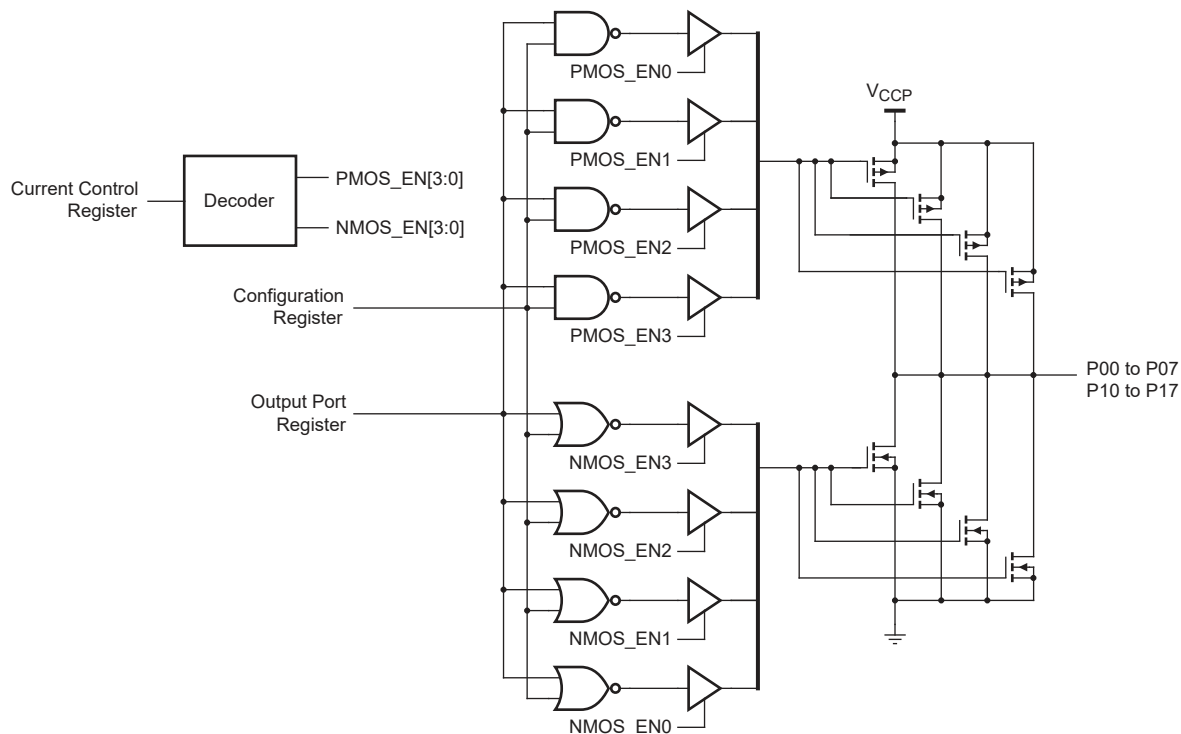 PMOS_EN0
PMOS_EN1
PMOS_EN2
PMOS_EN3
V_CCP
Current Control
Register
Decoder
PMOS_EN[3:0]
NMOS_EN[3:0]
Configuration
Register
Output Port
Register
P00 to P07
P10 to P17
NMOS_EN3
NMOS_EN2
NMOS_EN1
NMOS_EN0